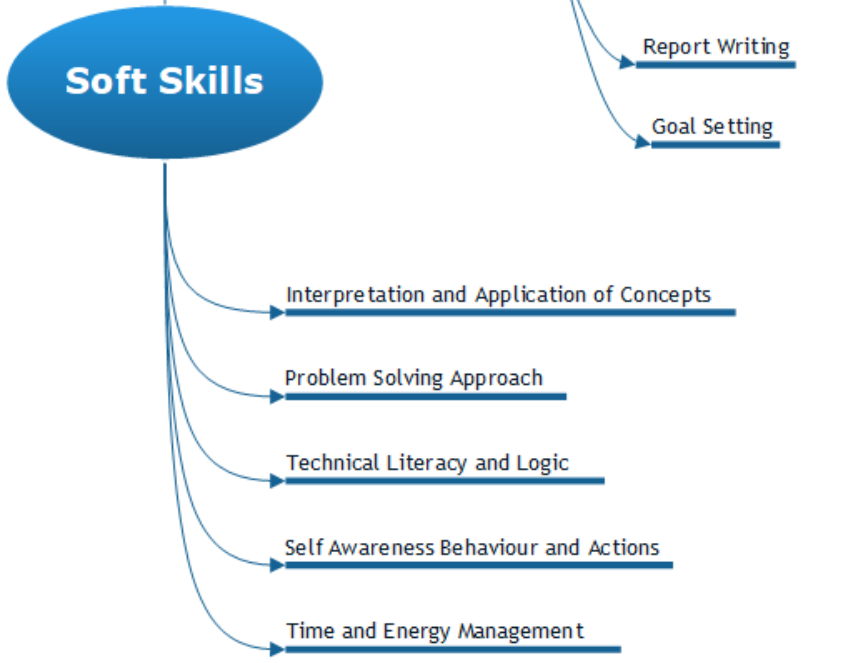 Report Writing
Soft Skills
Goal Setting
Interpretation and Application of Concepts
Problem Solving Approach
Technical Literacy and Logic
Self Awareness Behaviour and Actions
Time and Energy Management